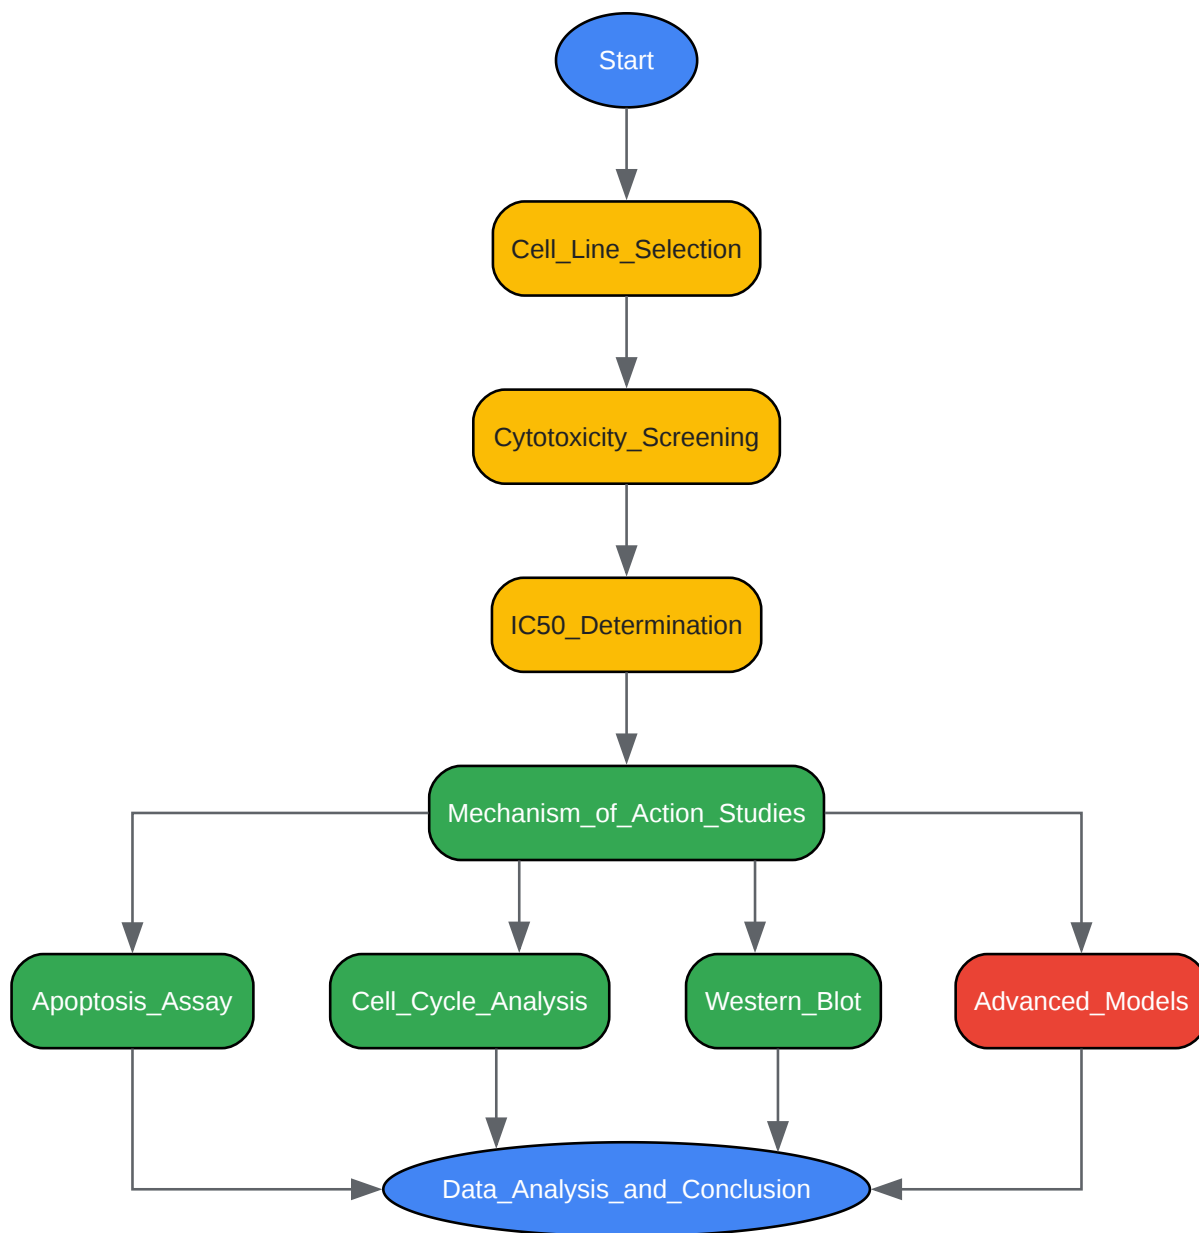 Start
Cell_Line_Selection
Cytotoxicity_Screening
IC50_Determination
Mechanism_of_Action_Studies
Apoptosis_Assay
Cell_Cycle_Analysis
Western_Blot
Advanced_Models
Data_Analysis_and_Conclusion